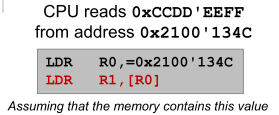 CPU reads 0xCCDD'EEFF
from address 0x2100'134C
LDR R0,=0x2100'134C
LDR R1,[R0]
Assuming that the memory contains this value